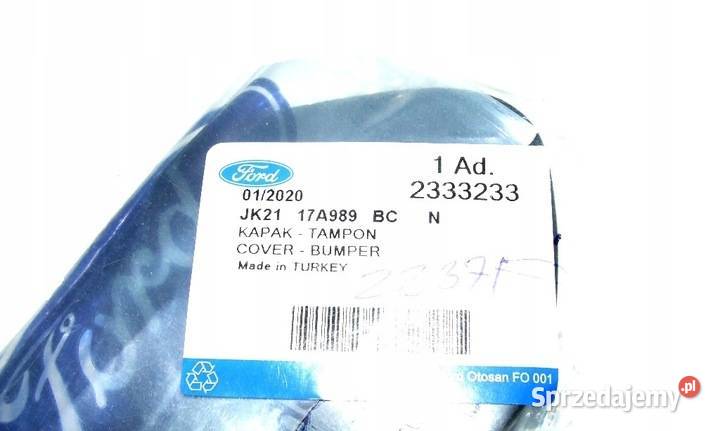 Ford
1 Ad.
01/2020
2333233
JK21 17A989 BC N
KAPAK - TAMPON
COVER - BUMPER
Made in TURKEY
Otosan FO 001
Ford
Sprzedajemy.pl